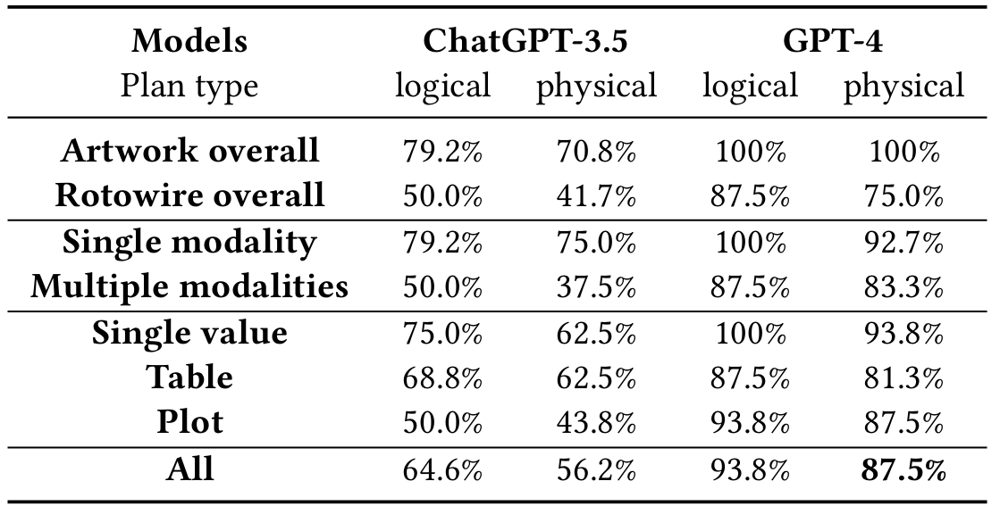 Models ChatGPT-3.5 GPT-4
Plan type logical physical logical physical
Artwork overall 79.2% 70.8% 100% 100%
Rotowire overall 50.0% 41.7% 87.5% 75.0%
Single modality 79.2% 75.0% 100% 92.7%
Multiple modalities 50.0% 37.5% 87.5% 83.3%
Single value 75.0% 62.5% 100% 93.8%
Table 68.8% 62.5% 87.5% 81.3%
Plot 50.0% 43.8% 93.8% 87.5%
All 64.6% 56.2% 93.8% 87.5%